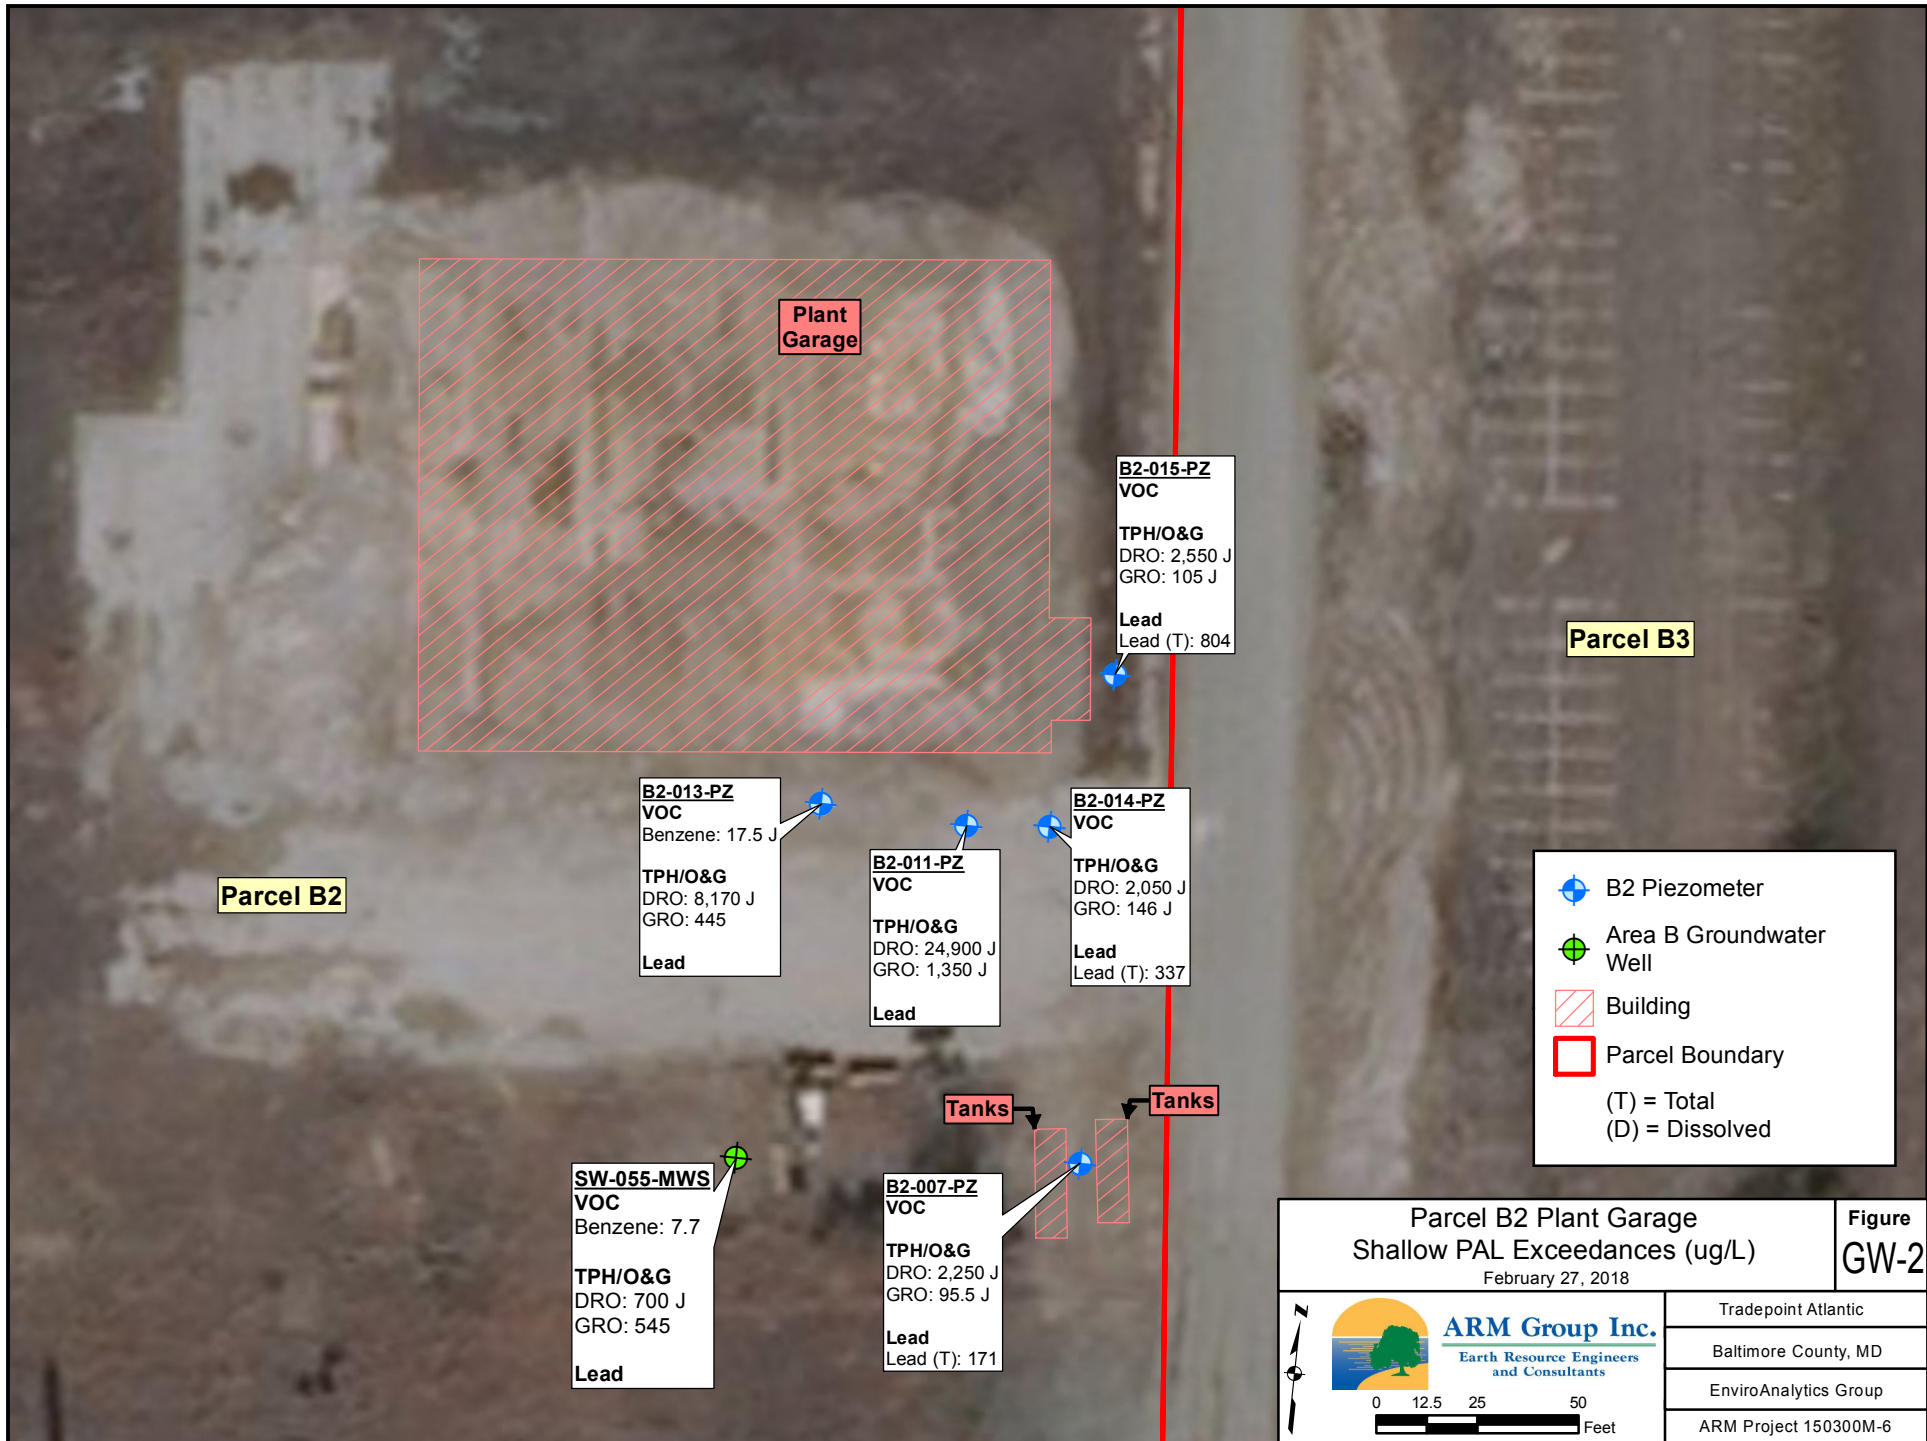 Plant
Garage
B2-015-PZ
VOC
TPH/O&G
DRO: 2,550 J
GRO: 105 J
Lead
Lead (T): 804
Parcel B3
B2-013-PZ
VOC
Benzene: 17.5 J
TPH/O&G
DRO: 8,170 J
GRO: 445
Lead
B2-011-PZ
VOC
TPH/O&G
DRO: 24,900 J
GRO: 1,350 J
Lead
B2-014-PZ
VOC
TPH/O&G
DRO: 2,050 J
GRO: 146 J
Lead
Lead (T): 337
Parcel B2
B2 Piezometer
Area B Groundwater
Well
Building
Parcel Boundary
(T) = Total
(D) = Dissolved
Tanks
Tanks
SW-055-MWS
VOC
Benzene: 7.7
TPH/O&G
DRO: 700 J
GRO: 545
Lead
B2-007-PZ
VOC
TPH/O&G
DRO: 2,250 J
GRO: 95.5 J
Lead
Lead (T): 171
Parcel B2 Plant Garage
Shallow PAL Exceedances (ug/L)
February 27, 2018
Figure
GW-2
N
ARM Group Inc.
Earth Resource Engineers
and Consultants
0 12.5 25 50
Feet
Tradepoint Atlantic
Baltimore County, MD
EnviroAnalytics Group
ARM Project 150300M-6